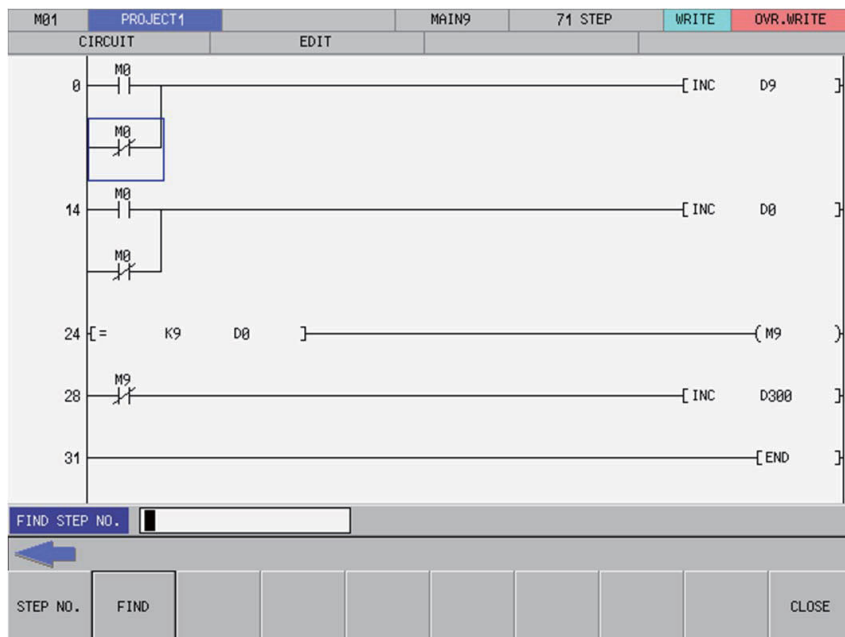 M01 PROJECT1 MAIN9 71 STEP WRITE OVR.WRITE
CIRCUIT EDIT
M0
0 [ INC D9 ]
M0
M0
14 [ INC D0 ]
M0
24 [= K9 D0 ] ( M9 )
M9
28 [ INC D300 ]
31 [ END ]
FIND STEP NO.
STEP NO. FIND CLOSE